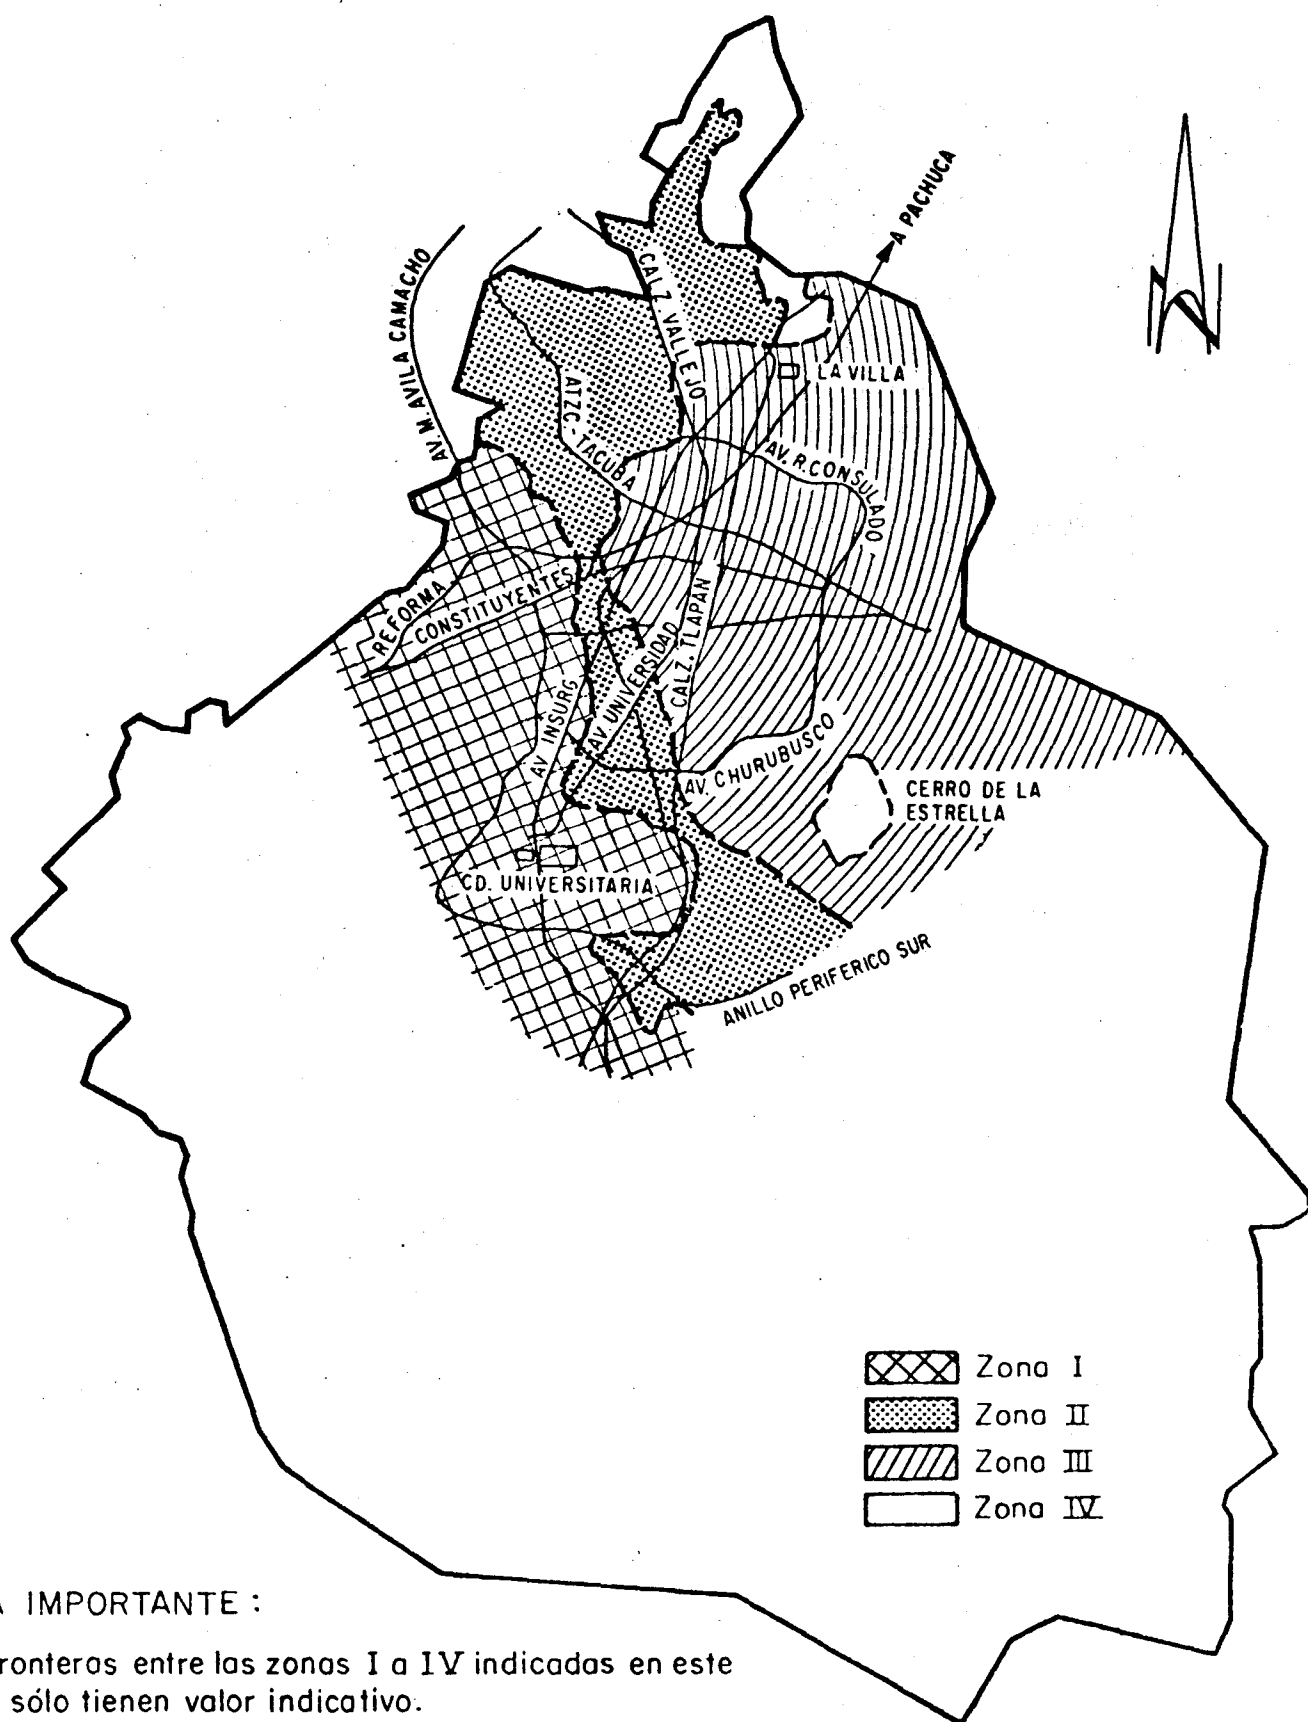 A PACHUCA
AV. M. AVILA CAMACHO
CALZ. VALLEJO
LA VILLA
ATZC.-TACUBA
AV. R. CONSULADO
REFORMA
CONSTITUYENTES
AV. INSURG.
AV. UNIVERSIDAD
CALZ. TLAPAN
AV. CHURUBUSCO
CERRO DE LA
ESTRELLA
CD. UNIVERSITARIA
ANILLO PERIFERICO SUR
Zona I
Zona II
Zona III
Zona IV
A IMPORTANTE :
ronteras entre las zonas I a IV indicadas en este
sólo tienen valor indicativo.